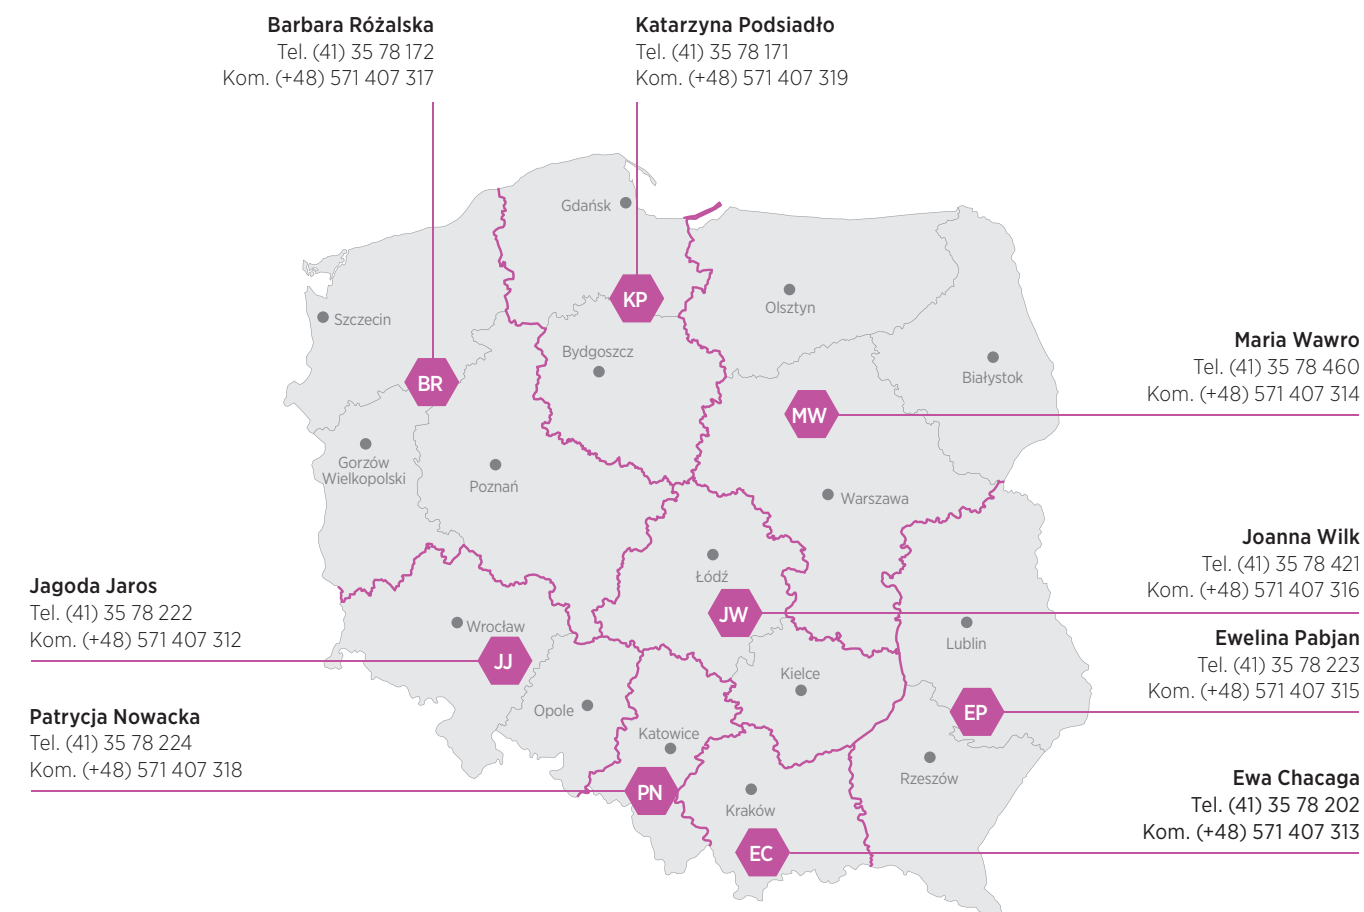 Barbara Różalska
Tel. (41) 35 78 172
Kom. (+48) 571 407 317
Katarzyna Podsiadło
Tel. (41) 35 78 171
Kom. (+48) 571 407 319
Gdańsk
KP
Olsztyn
Szczecin
Bydgoszcz
Białystok
BR
MW
Maria Wawro
Tel. (41) 35 78 460
Kom. (+48) 571 407 314
Gorzów
Wielkopolski
Poznań
Warszawa
Łódź
JW
Joanna Wilk
Tel. (41) 35 78 421
Kom. (+48) 571 407 316
Jagoda Jaros
Tel. (41) 35 78 222
Kom. (+48) 571 407 312
Wrocław
JJ
Lublin
Ewelina Pabjan
Tel. (41) 35 78 223
Kom. (+48) 571 407 315
Kielce
EP
Opole
Patrycja Nowacka
Tel. (41) 35 78 224
Kom. (+48) 571 407 318
Katowice
PN
Rzeszów
Kraków
EC
Ewa Chacaga
Tel. (41) 35 78 202
Kom. (+48) 571 407 313